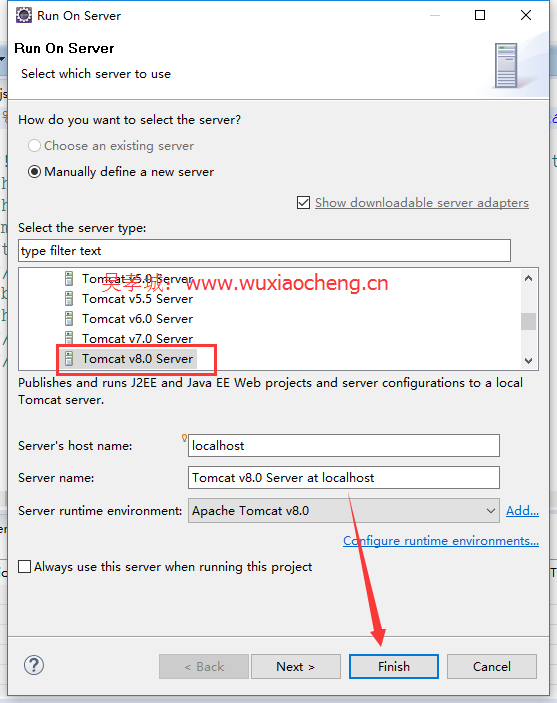 Run On Server
Run On Server
Select which server to use
How do you want to select the server?
Choose an existing server
Manually define a new server
Show downloadable server adapters
Select the server type:
type filter text
Tomcat v5.0 Server
吴孝城：www.wuxiaocheng.cn
Tomcat v5.5 Server
Tomcat v6.0 Server
Tomcat v7.0 Server
Tomcat v8.0 Server
Publishes and runs J2EE and Java EE Web projects and server configurations to a local
Tomcat server.
Server's host name: localhost
Server name: Tomcat v8.0 Server at localhost
Server runtime environment: Apache Tomcat v8.0 Add...
Configure runtime environments...
Always use this server when running this project
? < Back Next > Finish Cancel